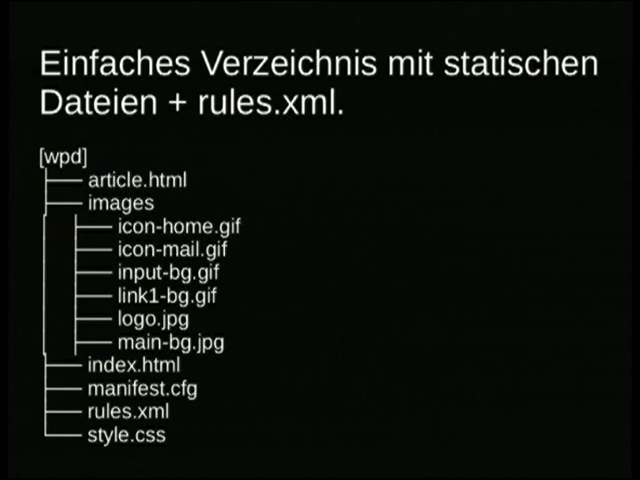 Einfaches Verzeichnis mit statischen
Dateien + rules.xml.
[wpd]
article.html
images
icon-home.gif
icon-mail.gif
input-bg.gif
link1-bg.gif
logo.jpg
main-bg.jpg
index.html
manifest.cfg
rules.xml
style.css